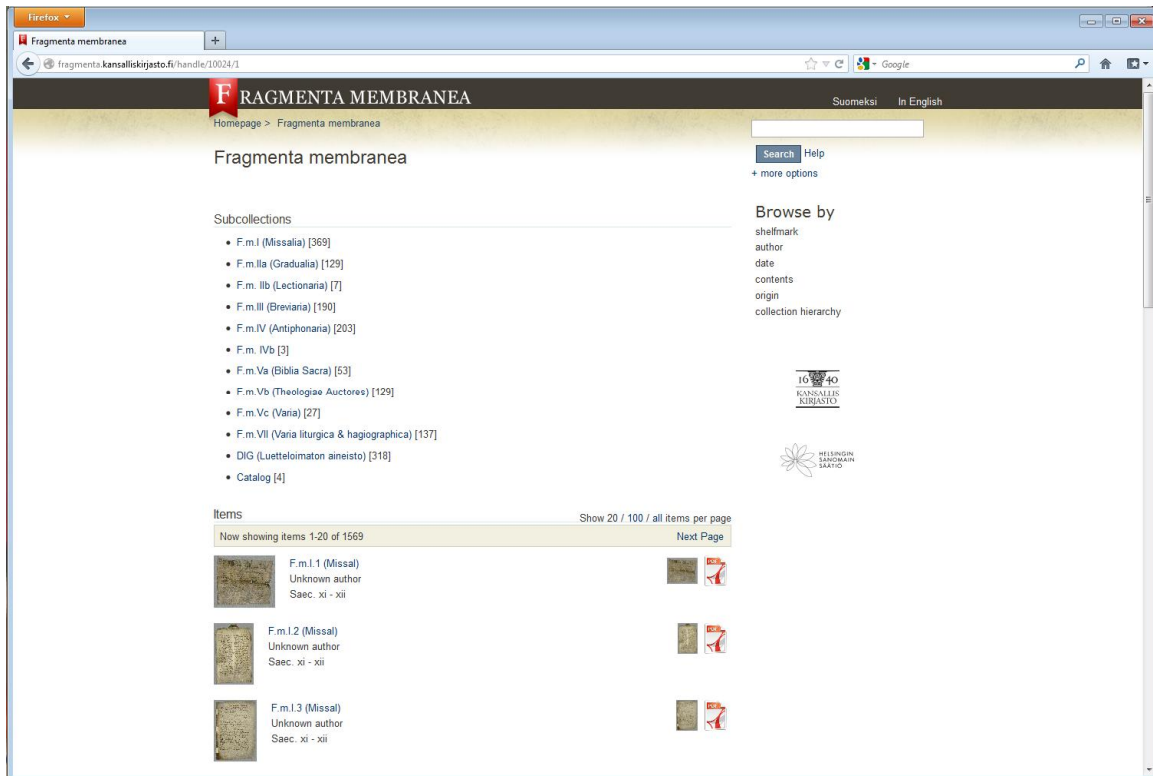 Firefox
Fragmenta membranea
fragmenta.kansalliskirjasto.fi/handle/10024/1
Google
FRAGMENTA MEMBRANEA
Suomeksi In English
Homepage > Fragmenta membranea
Fragmenta membranea
Search Help
+ more options
Subcollections
• F.m.I (Missalia) [369]
• F.m.IIa (Gradualia) [129]
• F.m. IIb (Lectionaria) [7]
• F.m.III (Breviaria) [190]
• F.m.IV (Antiphonaria) [203]
• F.m. IVb [3]
• F.m.Va (Biblia Sacra) [53]
• F.m.Vb (Theologiae Auctores) [129]
• F.m.Vc (Varia) [27]
• F.m.VII (Varia liturgica & hagiographica) [137]
• DIG (Luetteloimaton aineisto) [318]
• Catalog [4]
Browse by
shelfmark
author
date
contents
origin
collection hierarchy
16 40
KANSALLIS
KIRJASTO
HELSINGIN
SANOMAIN
SÄÄTIÖ
Items
Show 20 / 100 / all items per page
Now showing items 1-20 of 1569
Next Page
F.m.I.1 (Missal)
Unknown author
Saec. xi - xii
PDF
F.m.I.2 (Missal)
Unknown author
Saec. xi - xii
PDF
F.m.I.3 (Missal)
Unknown author
Saec. xi - xii
PDF